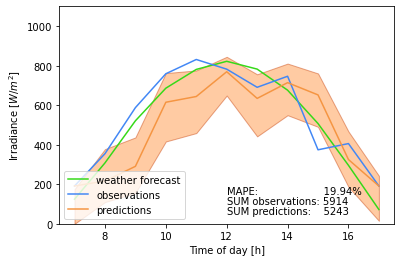 1000
800
600
400
200
0
Irradiance [W/m²]
weather forecast
observations
predictions
MAPE: 19.94%
SUM observations: 5914
SUM predictions: 5243
8 10 12 14 16
Time of day [h]